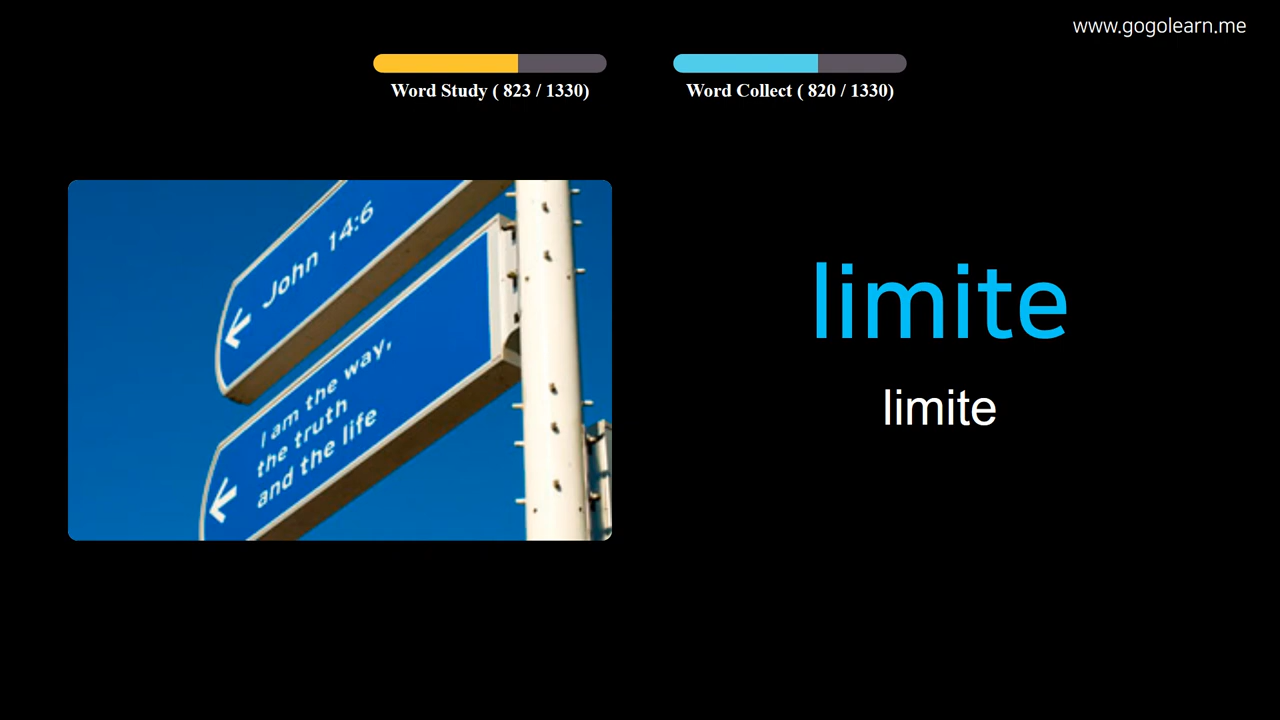 www.gogolearn.me
Word Study ( 823 / 1330)
Word Collect ( 820 / 1330)
John 14:6
I am the way,
the truth
and the life
limite
limite